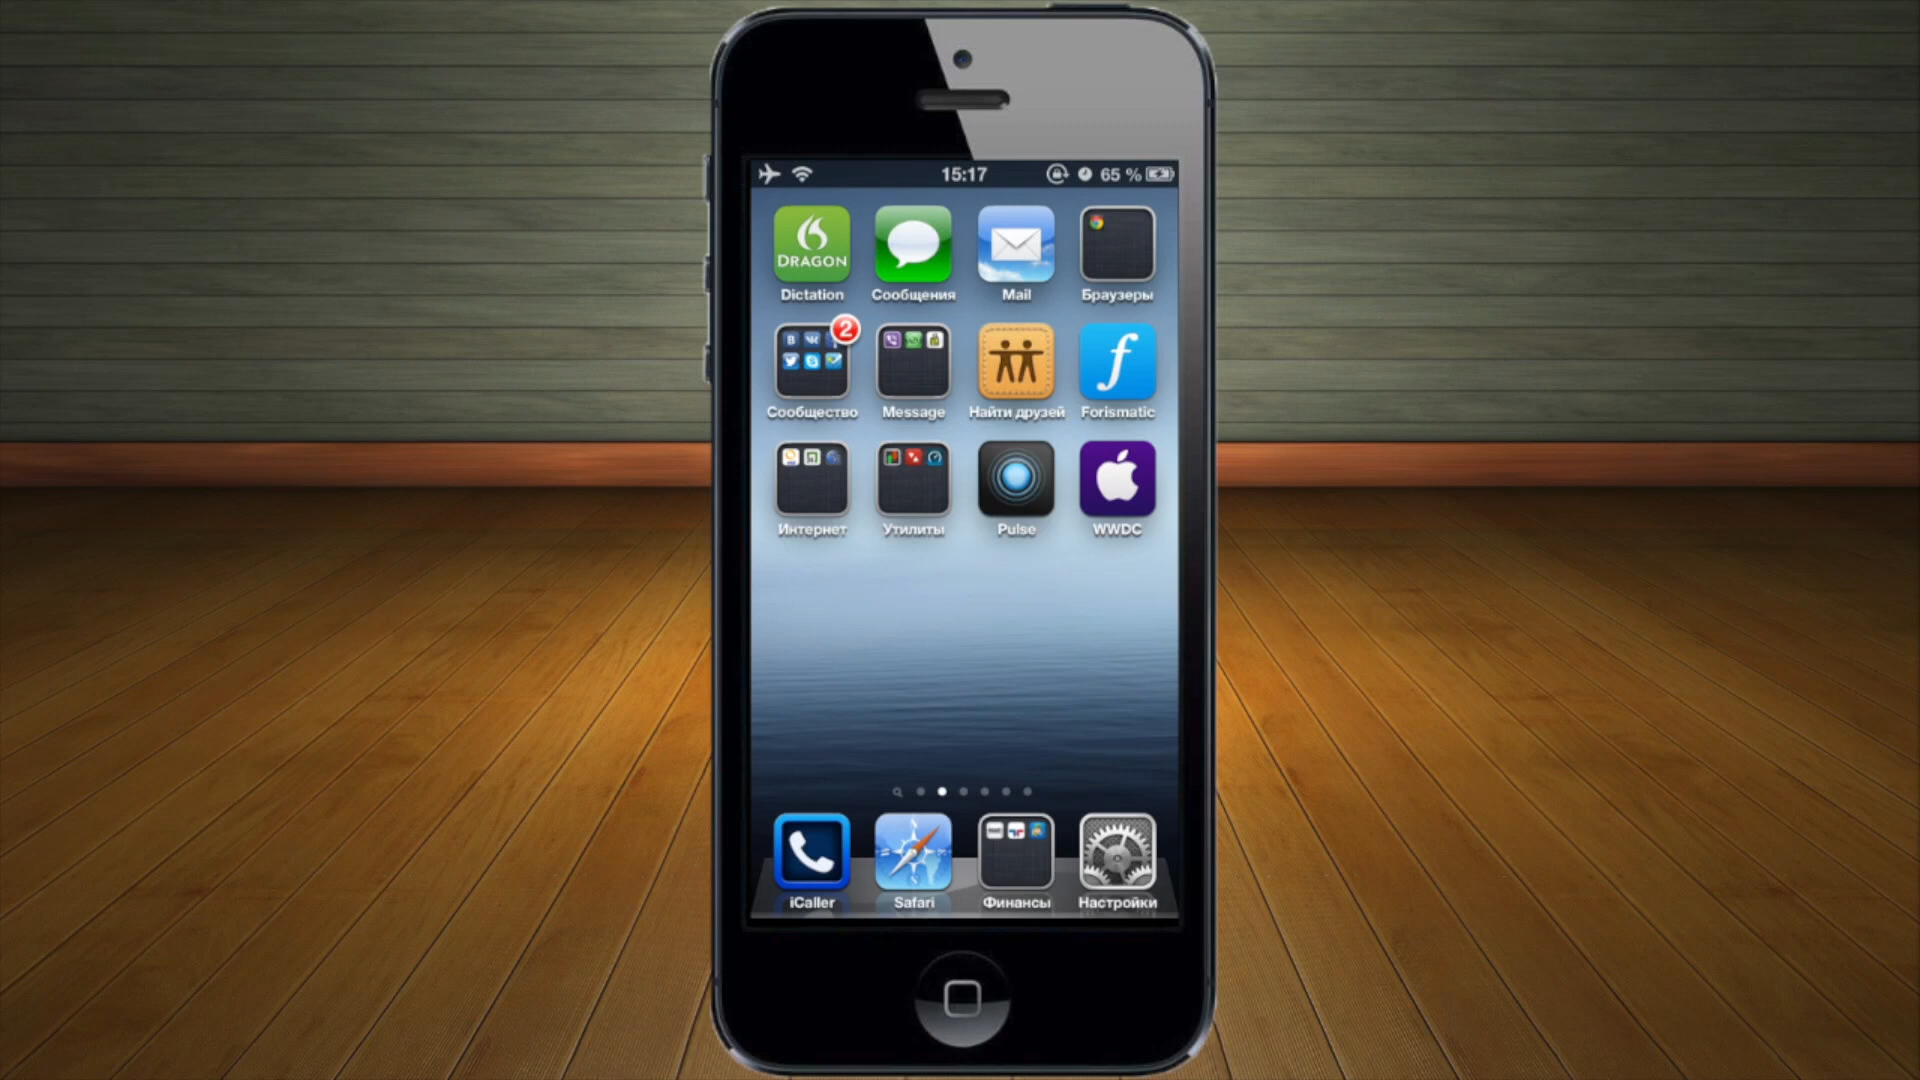 15:17 65 %
DRAGON
Dictation Сообщения Mail Браузеры
2
Сообщество Message Найти друзей Forismatic
Интернет Утилиты Pulse WWDC
iCaller Safari Финансы Настройки